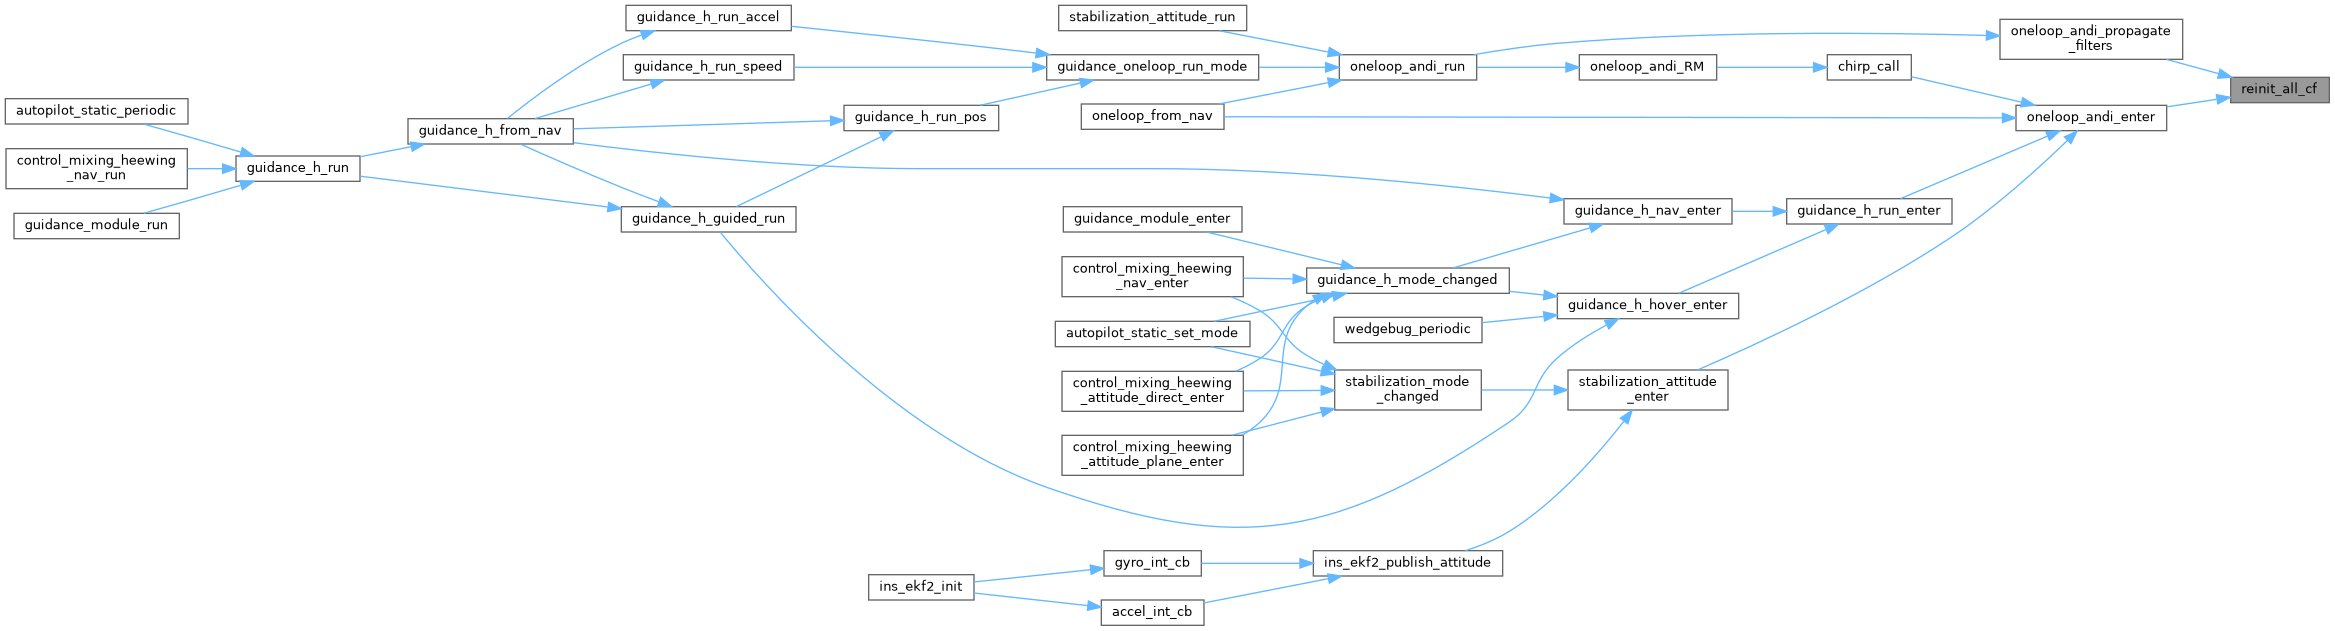 guidance_h_run_accel
stabilization_attitude_run
oneloop_andi_propagate
_filters
guidance_h_run_speed
guidance_oneloop_run_mode
oneloop_andi_run
oneloop_andi_RM
chirp_call
reinit_all_cf
autopilot_static_periodic
guidance_h_from_nav
guidance_h_run_pos
oneloop_from_nav
oneloop_andi_enter
control_mixing_heewing
_nav_run
guidance_h_run
guidance_module_run
guidance_h_guided_run
guidance_module_enter
guidance_h_nav_enter
guidance_h_run_enter
control_mixing_heewing
_nav_enter
guidance_h_mode_changed
guidance_h_hover_enter
autopilot_static_set_mode
wedgebug_periodic
control_mixing_heewing
_attitude_direct_enter
stabilization_mode
_changed
stabilization_attitude
_enter
control_mixing_heewing
_attitude_plane_enter
gyro_int_cb
ins_ekf2_publish_attitude
ins_ekf2_init
accel_int_cb